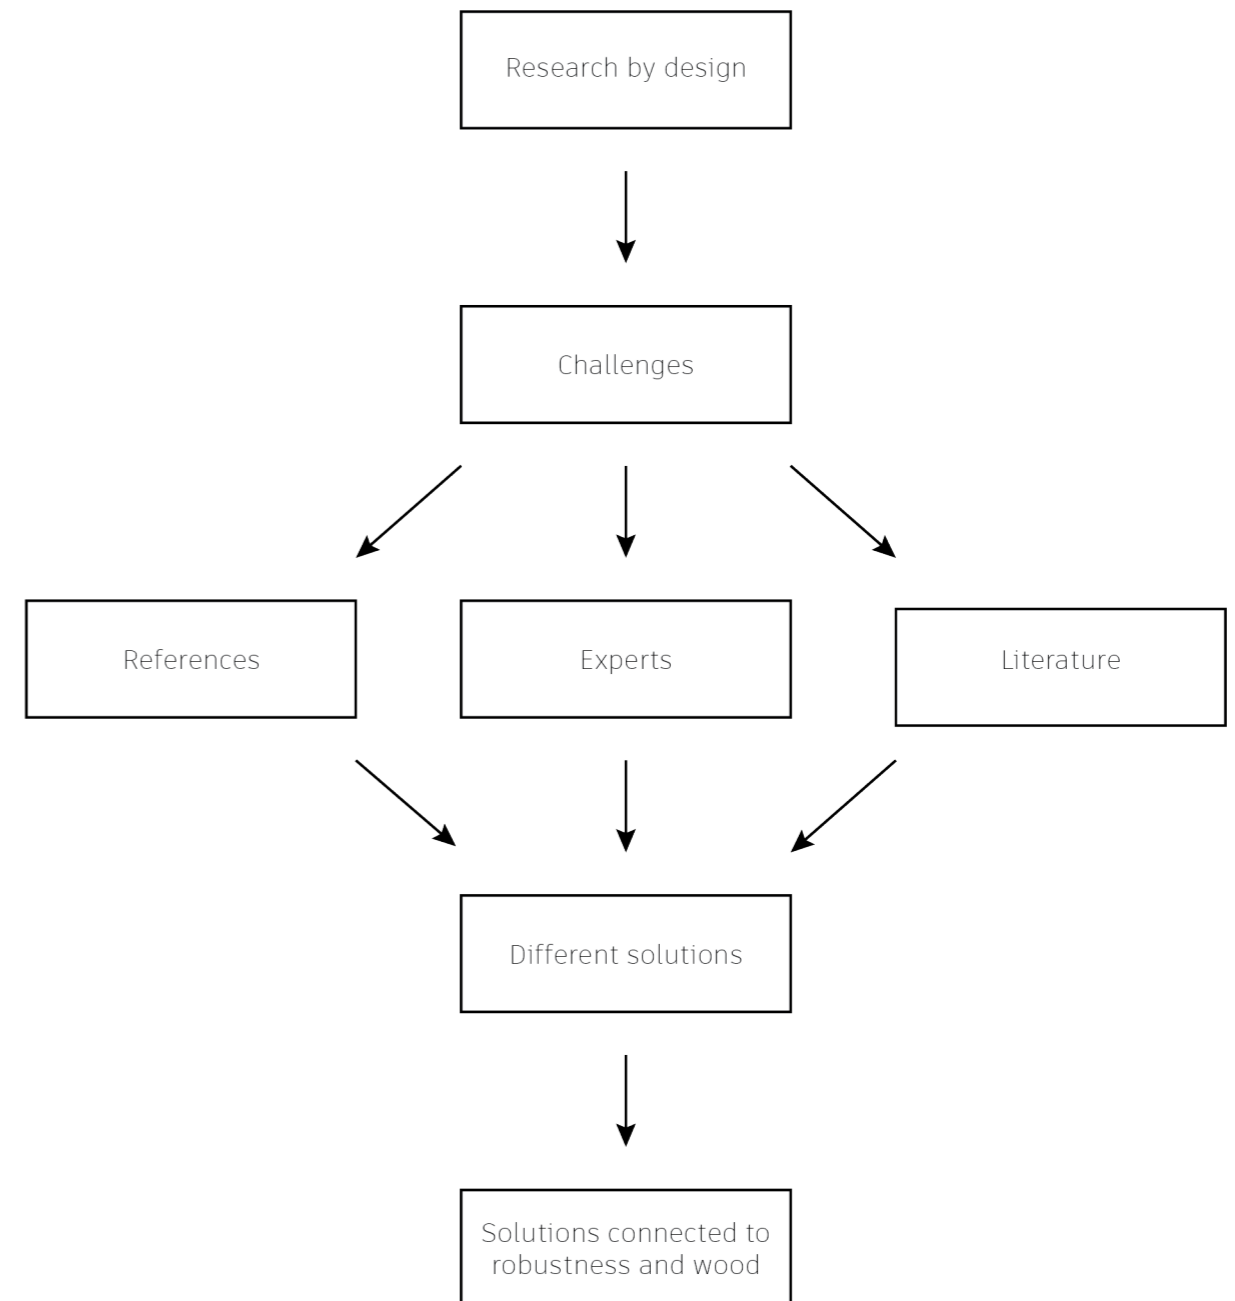 Research by design
Challenges
References
Experts
Literature
Different solutions
Solutions connected to
robustness and wood